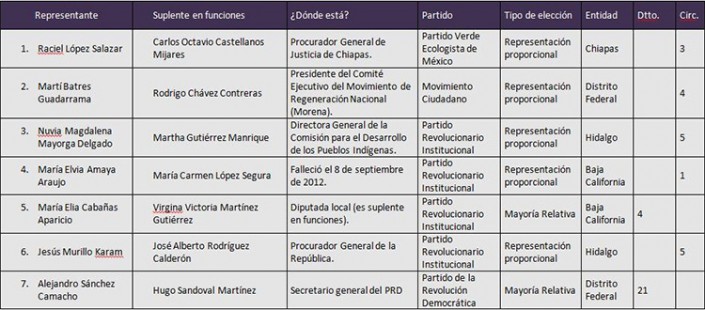 Representante Suplente en funciones ¿Dónde está? Partido Tipo de elección Entidad Dtto. Circ.
1. Raciel López Salazar
Carlos Octavio Castellanos
Mijares
Procurador General de
Justicia de Chiapas.
Partido Verde
Ecologista de
México
Representación
proporcional
Chiapas
3
2. Martí Batres
Guadarrama
Rodrigo Chávez Contreras
Presidente del Comité
Ejecutivo del Movimiento de
Regeneración Nacional
(Morena).
Movimiento
Ciudadano
Representación
proporcional
Distrito
Federal
4
3. Nuvia Magdalena
Mayorga Delgado
Martha Gutiérrez Manrique
Directora General de la
Comisión para el Desarrollo
de los Pueblos Indígenas.
Partido
Revolucionario
Institucional
Representación
proporcional
Hidalgo
5
4. María Elvia Amaya
Araujo
María Carmen López Segura
Falleció el 8 de septiembre
de 2012.
Partido
Revolucionario
Institucional
Representación
proporcional
Baja
California
1
5. María Elia Cabañas
Aparicio
Virgina Victoria Martínez
Gutiérrez
Diputada local (es suplente
en funciones).
Partido
Revolucionario
Institucional
Mayoría Relativa
Baja
California
4
6. Jesús Murillo Karam
José Alberto Rodríguez
Calderón
Procurador General de la
República.
Partido
Revolucionario
Institucional
Representación
proporcional
Hidalgo
5
7. Alejandro Sánchez
Camacho
Hugo Sandoval Martínez
Secretario general del PRD
Partido de la
Revolución
Democrática
Mayoría Relativa
Distrito
Federal
21